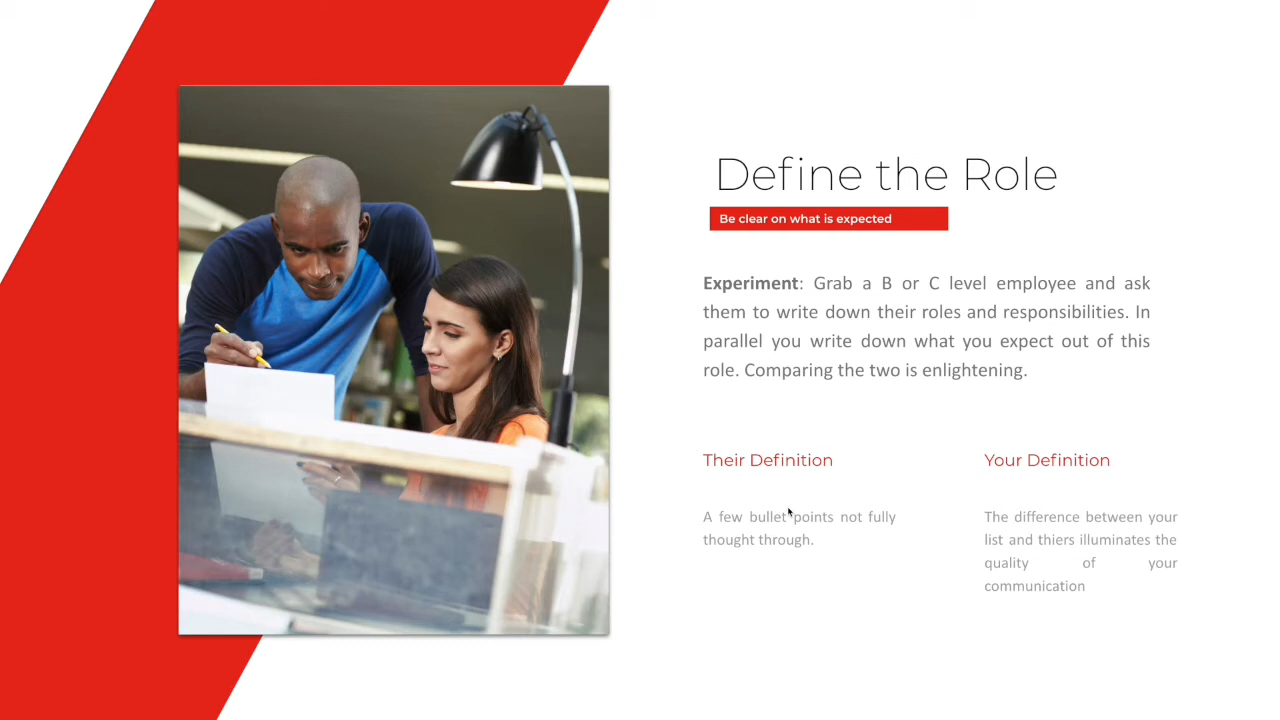 Define the Role
Be clear on what is expected
Experiment: Grab a B or C level employee and ask
them to write down their roles and responsibilities. In
parallel you write down what you expect out of this
role. Comparing the two is enlightening.
Their Definition
A few bullet points not fully
thought through.
Your Definition
The difference between your
list and thiers illuminates the
quality of your
communication